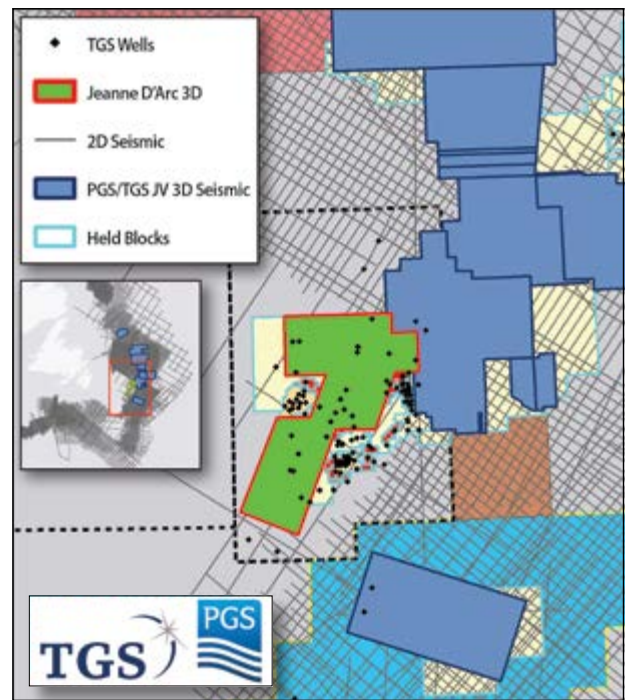 TGS Wells
Jeanne D'Arc 3D
2D Seismic
PGS/TGS JV 3D Seismic
Held Blocks
TGS
PGS